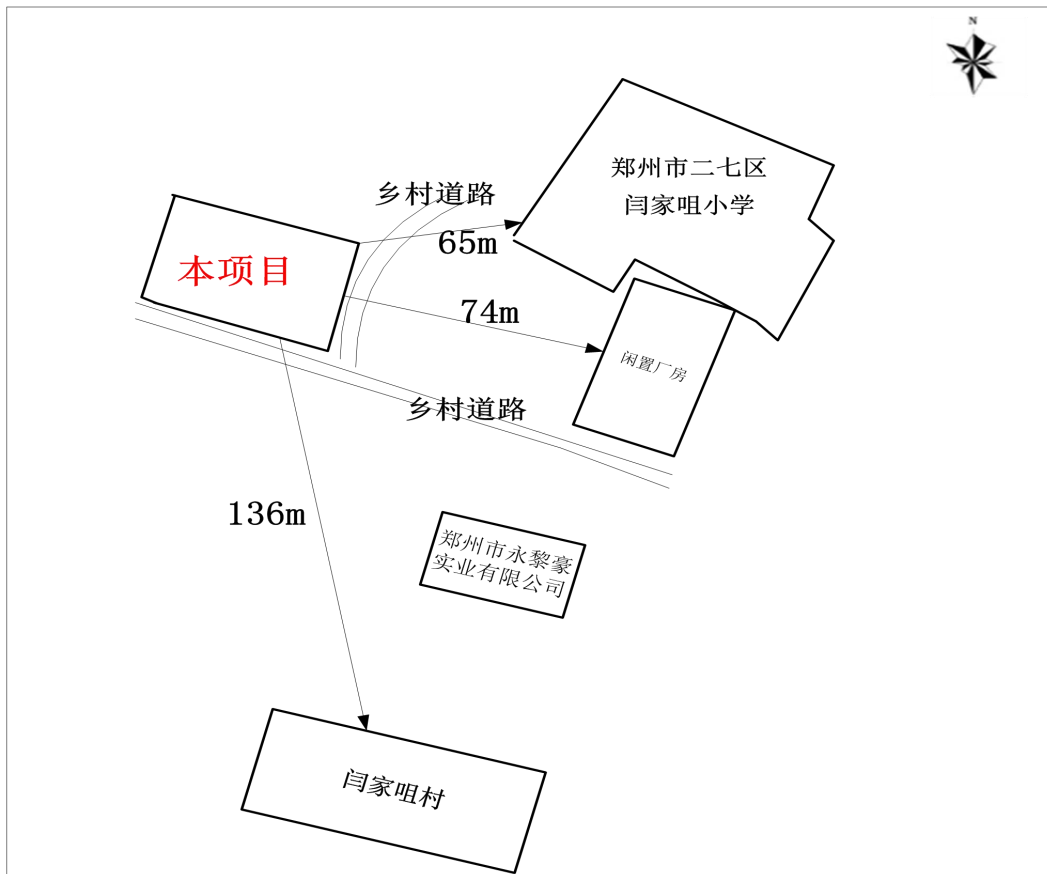 N
郑州市二七区
闫家咀小学
乡村道路
65m
本项目
74m
闲置厂房
乡村道路
136m
郑州市永黎豪
实业有限公司
闫家咀村